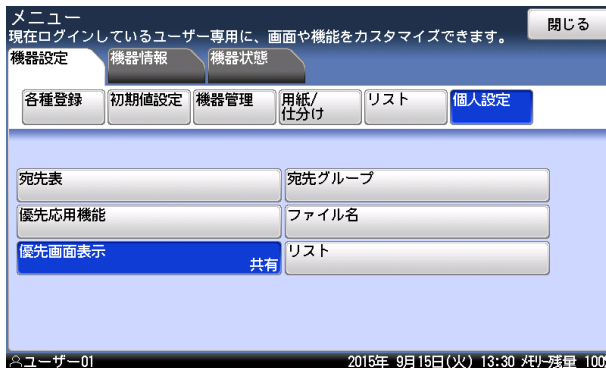 メニュー
現在ログインしているユーザー専用に、画面や機能をカスタマイズできます。
閉じる
機器設定
機器情報
機器状態
各種登録
初期値設定
機器管理
用紙/
仕分け
リスト
個人設定
宛先表
宛先グループ
優先応用機能
ファイル名
優先画面表示
共有
リスト
ユーザー01
2015年 9月15日(火) 13:30 メモリー残量 100%